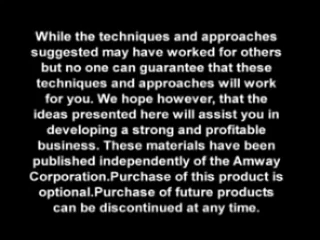 While the techniques and approaches
suggested may have worked for others
but no one can guarantee that these
techniques and approaches will work
for you. We hope however, that the
ideas presented here will assist you in
developing a strong and profitable
business. These materials have been
published independently of the Amway
Corporation.Purchase of this product is
optional.Purchase of future products
can be discontinued at any time.